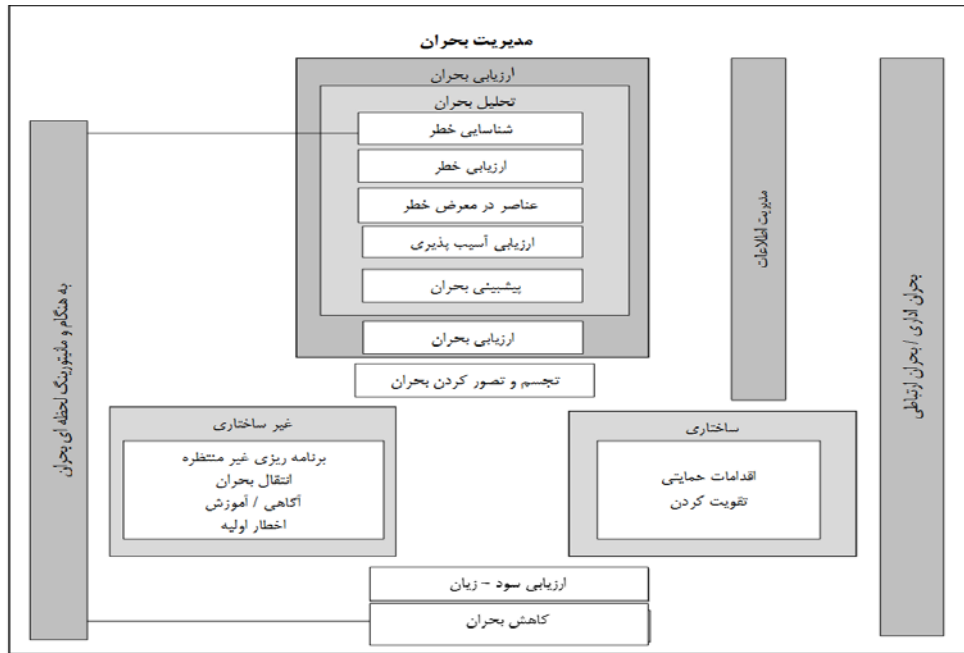 مدیریت بحران
ارزیابی بحران
تحلیل بحران
شناسایی خطر
ارزیابی خطر
عناصر در معرض خطر
ارزیابی آسیب پذیری
پیشبینی بحران
ارزیابی بحران
تجسم و تصور کردن بحران
مدیریت اطلاعات
بحران اداری / بحران ارتباطی
به هنگام و مانیتورینگ لحظه ای بحران
ساختاری
اقدامات حمایتی
تقویت کردن
غیر ساختاری
برنامه ریزی غیر منتظره
انتقال بحران
آگاهی / آموزش
اخطار اولیه
ارزیابی سود – زیان
کاهش بحران